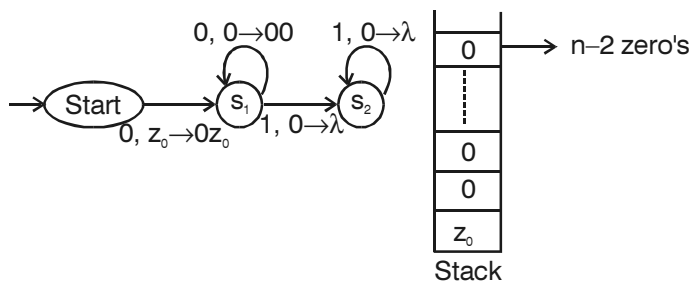 0, 0→00
1, 0→λ
0
n–2 zero's
Start
s₁
s₂
0, z₀→0z₀
1, 0→λ
0
0
z₀
Stack